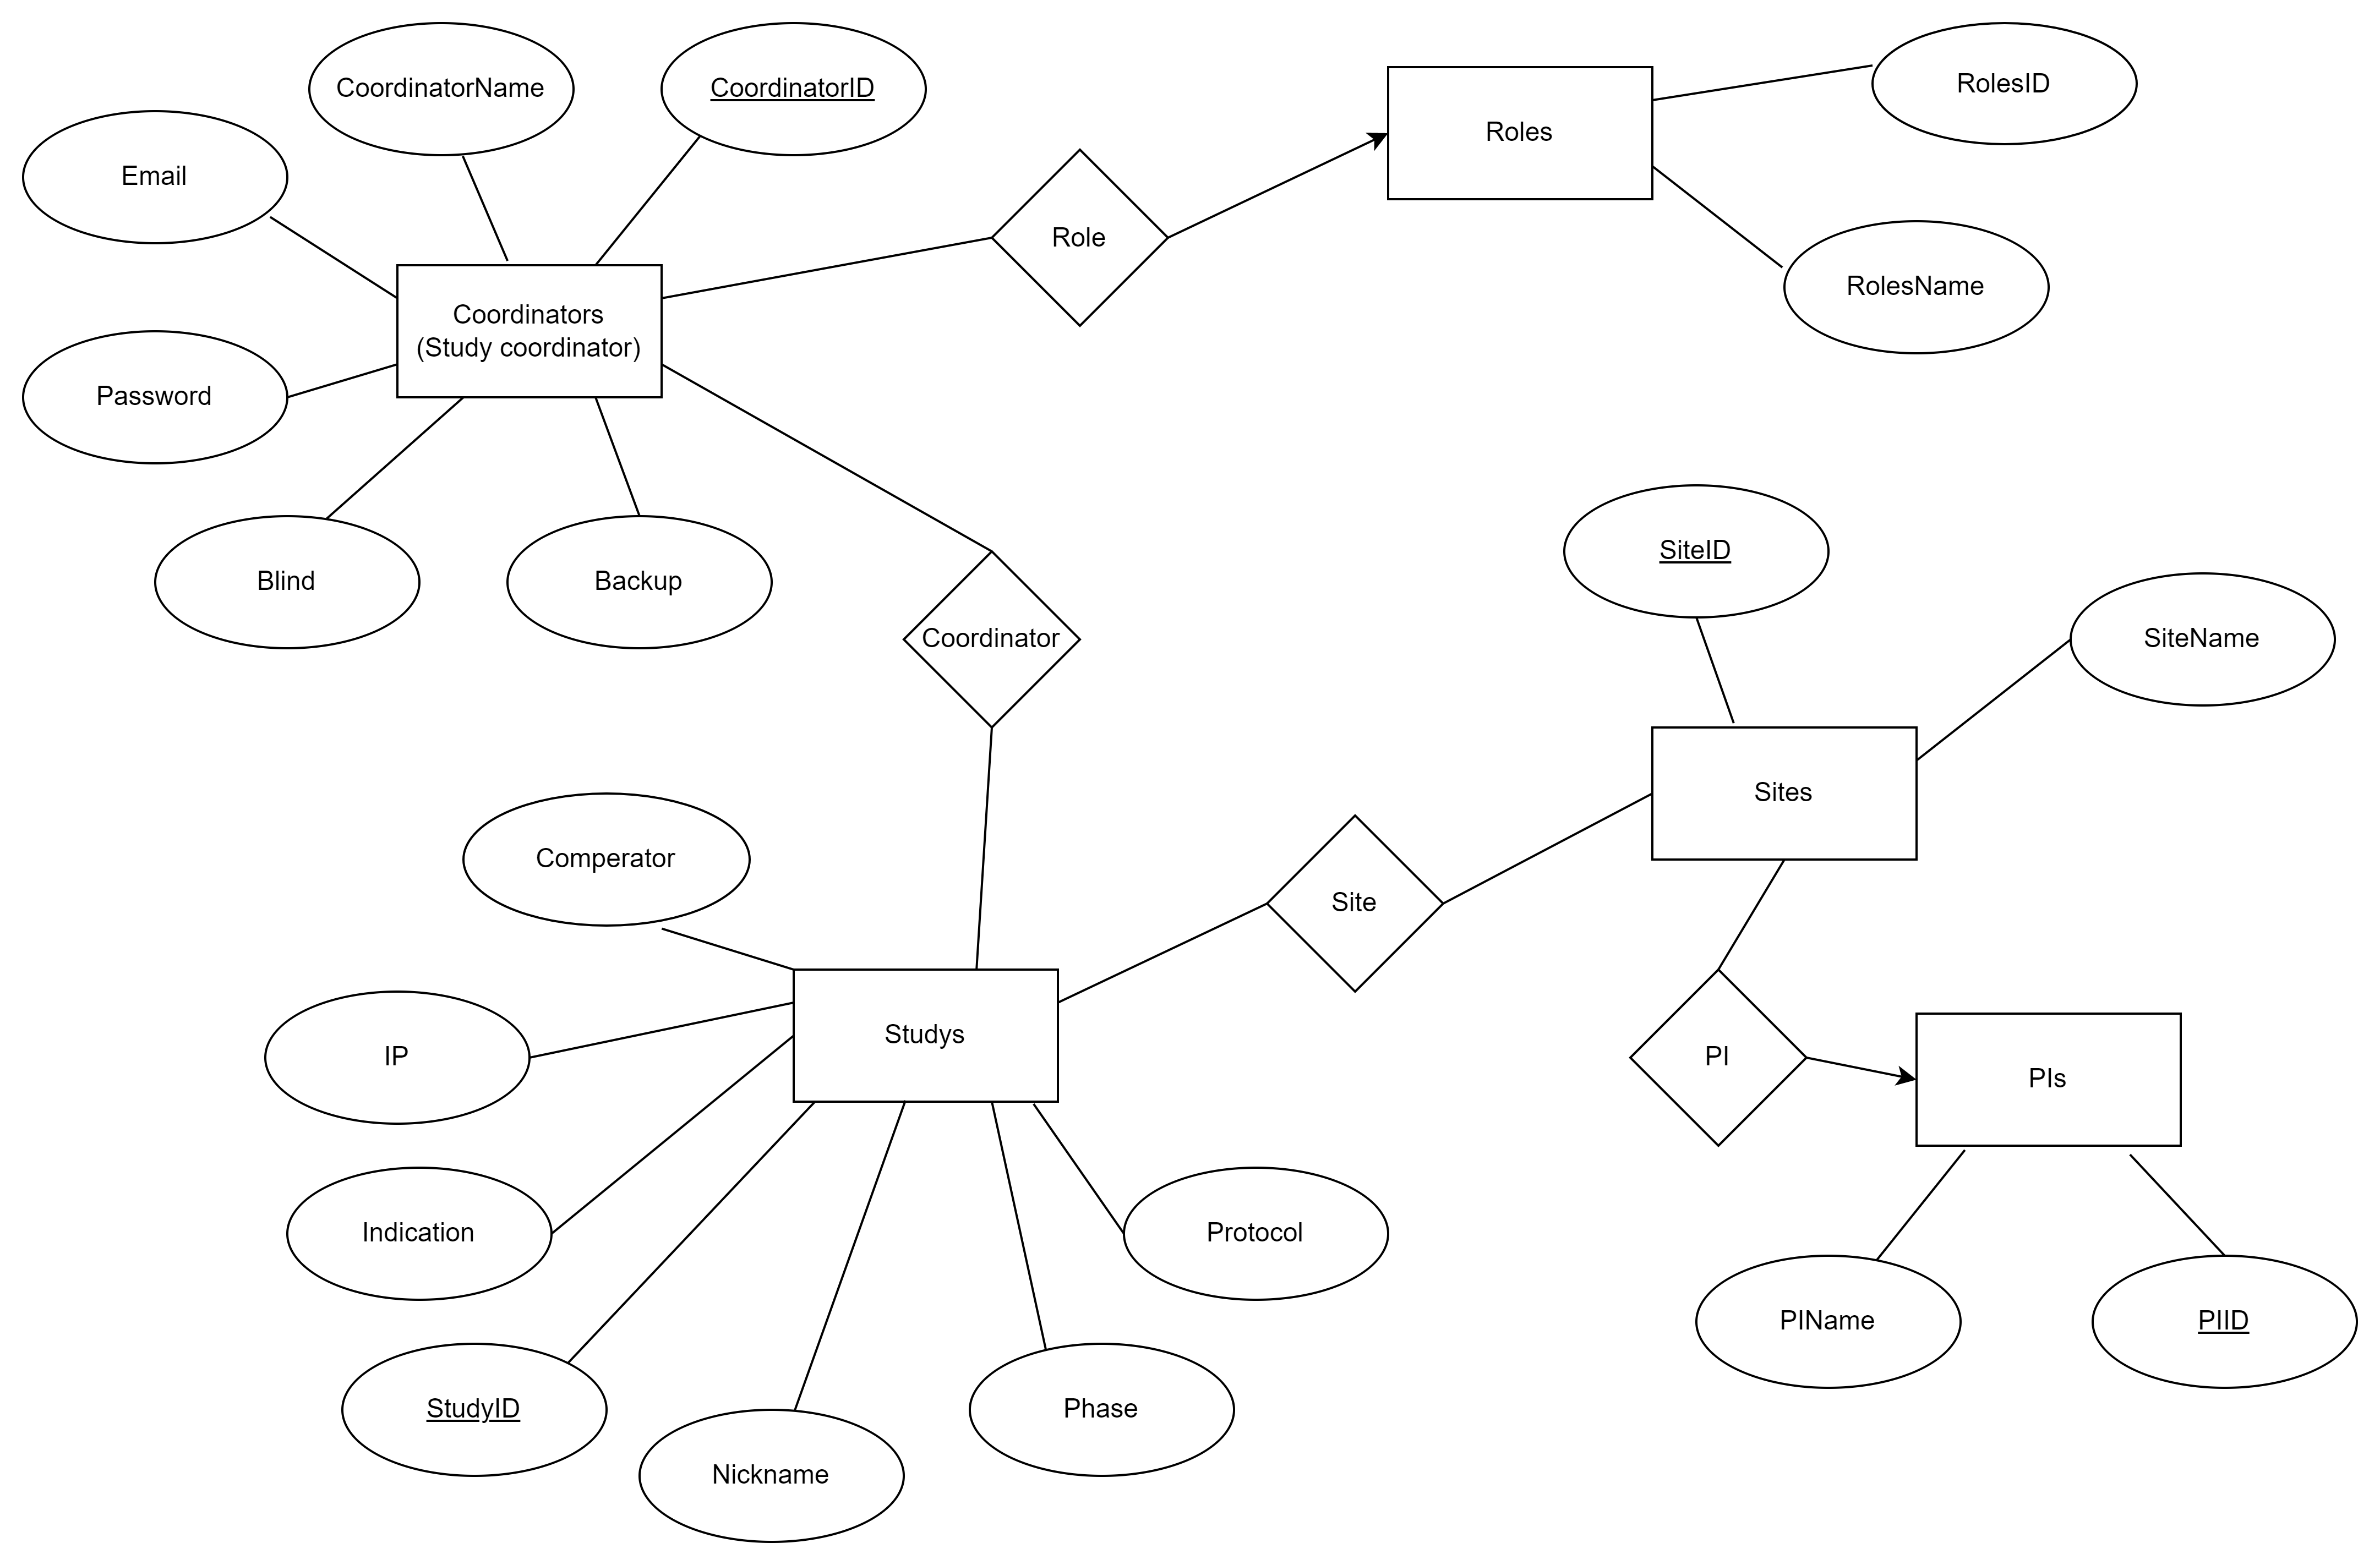 CoordinatorName
CoordinatorID
RolesID
Roles
Email
Role
RolesName
Coordinators
(Study coordinator)
Password
SiteID
Blind
Backup
Coordinator
SiteName
Sites
Comperator
Site
Studys
IP
PI
PIs
Indication
Protocol
PIName
PIID
StudyID
Phase
Nickname